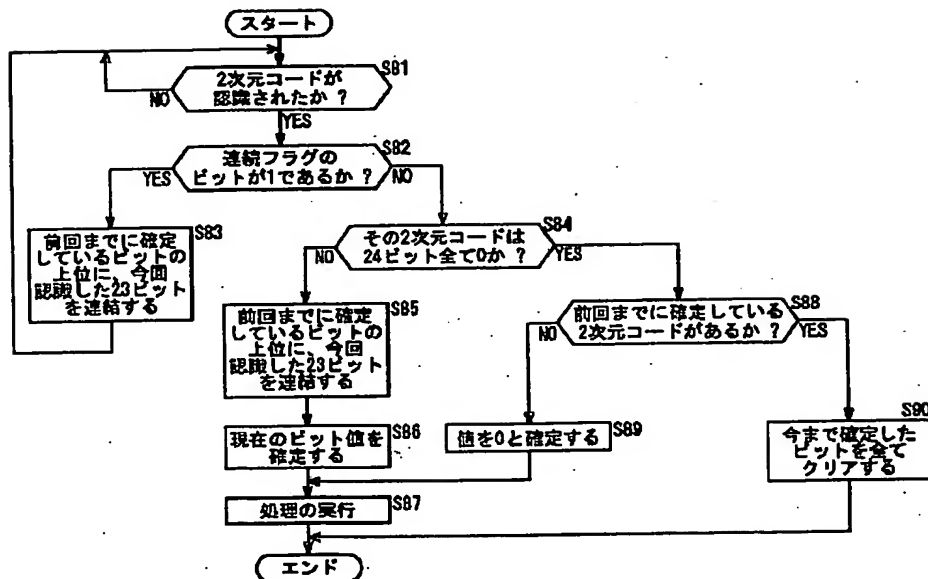 スタート
S81
2次元コードが
認識されたか ?
NO
YES
S82
連続フラグの
ビットが1であるか ?
YES
NO
S83
前回までに確定
しているビットの
上位に、今回
認識した23ビット
を連結する
S84
その2次元コードは
24ビット全て0か ?
NO
YES
S85
前回までに確定
しているビットの
上位に、今回
認識した23ビット
を連結する
S88
前回までに確定している
2次元コードがあるか ?
NO
YES
S86
現在のビット値を
確定する
S89
値を0と確定する
S90
今まで確定した
ビットを全て
クリアする
S87
処理の実行
エンド